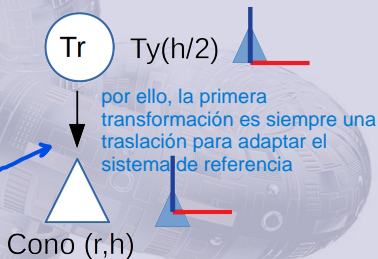 Tr Ty(h/2)
por ello, la primera
transformación es siempre una
traslación para adaptar el
sistema de referencia
Cono (r,h)